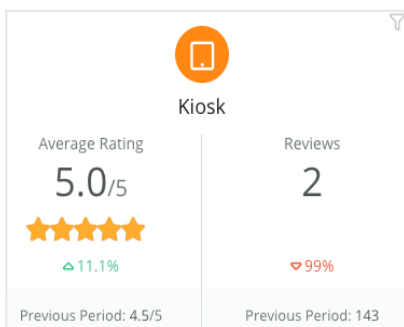 Kiosk
Average Rating
5.0/5
11.1%
Previous Period: 4.5/5
Reviews
2
99%
Previous Period: 143